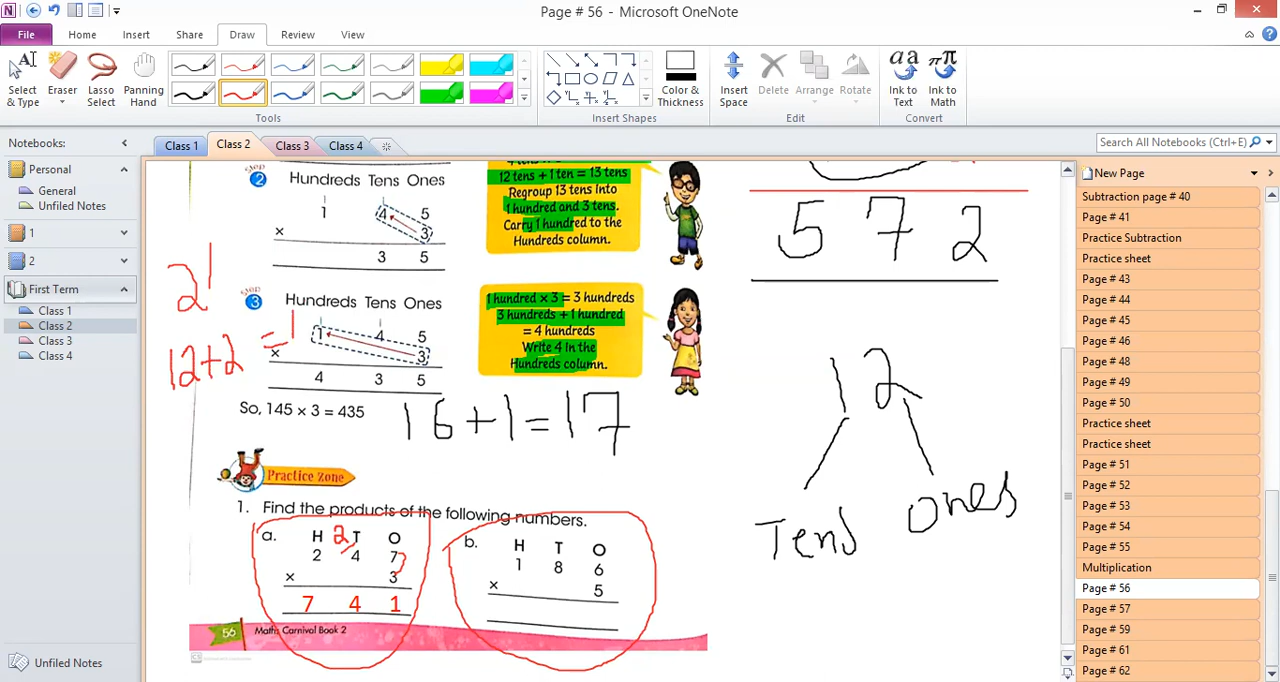 Page # 56 - Microsoft OneNote
File Home Insert Share Draw Review View
Select & Type
Eraser
Lasso Select
Panning Hand
Color & Thickness
Insert Space
Delete
Arrange
Rotate
Ink to Text
Ink to Math
Tools
Insert Shapes
Edit
Convert
Notebooks:
Personal
General
Unfiled Notes
1
2
First Term
Class 1
Class 2
Class 3
Class 4
Unfiled Notes
Class 1 Class 2 Class 3 Class 4
Search All Notebooks (Ctrl+E)
Step 2
Hundreds Tens Ones
1
1 4 5
× 3
3 5
12 tens + 1 ten = 13 tens
Regroup 13 tens into
1 hundred and 3 tens.
Carry 1 hundred to the
Hundreds column.
21
12+2 = 1
Step 3
Hundreds Tens Ones
1 4 5
× 3
4 3 5
1 hundred × 3 = 3 hundreds
3 hundreds + 1 hundred
= 4 hundreds
Write 4 in the
Hundreds column.
So, 145 × 3 = 435
16+1=17
Practice Zone
1. Find the products of the following numbers.
a.
H 2 T O
2 4 7
× 3
7 4 1
b.
H T O
1 8 6
× 5
56 Math Carnival Book 2
5 7 2
12
Tens ones
New Page
Subtraction page # 40
Page # 41
Practice Subtraction
Practice sheet
Page # 43
Page # 44
Page # 45
Page # 46
Page # 48
Page # 49
Page # 50
Practice sheet
Practice sheet
Page # 51
Page # 52
Page # 53
Page # 54
Page # 55
Multiplication
Page # 56
Page # 57
Page # 59
Page # 61
Page # 62